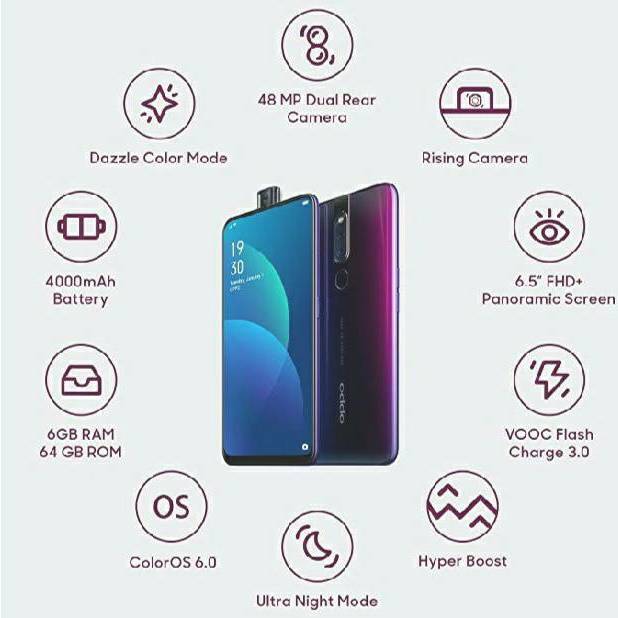 48 MP Dual Rear
Camera
Dazzle Color Mode
Rising Camera
4000mAh
Battery
6.5" FHD+
Panoramic Screen
19
30
oppo
6GB RAM
64 GB ROM
VOOC Flash
Charge 3.0
OS
ColorOS 6.0
Hyper Boost
Ultra Night Mode